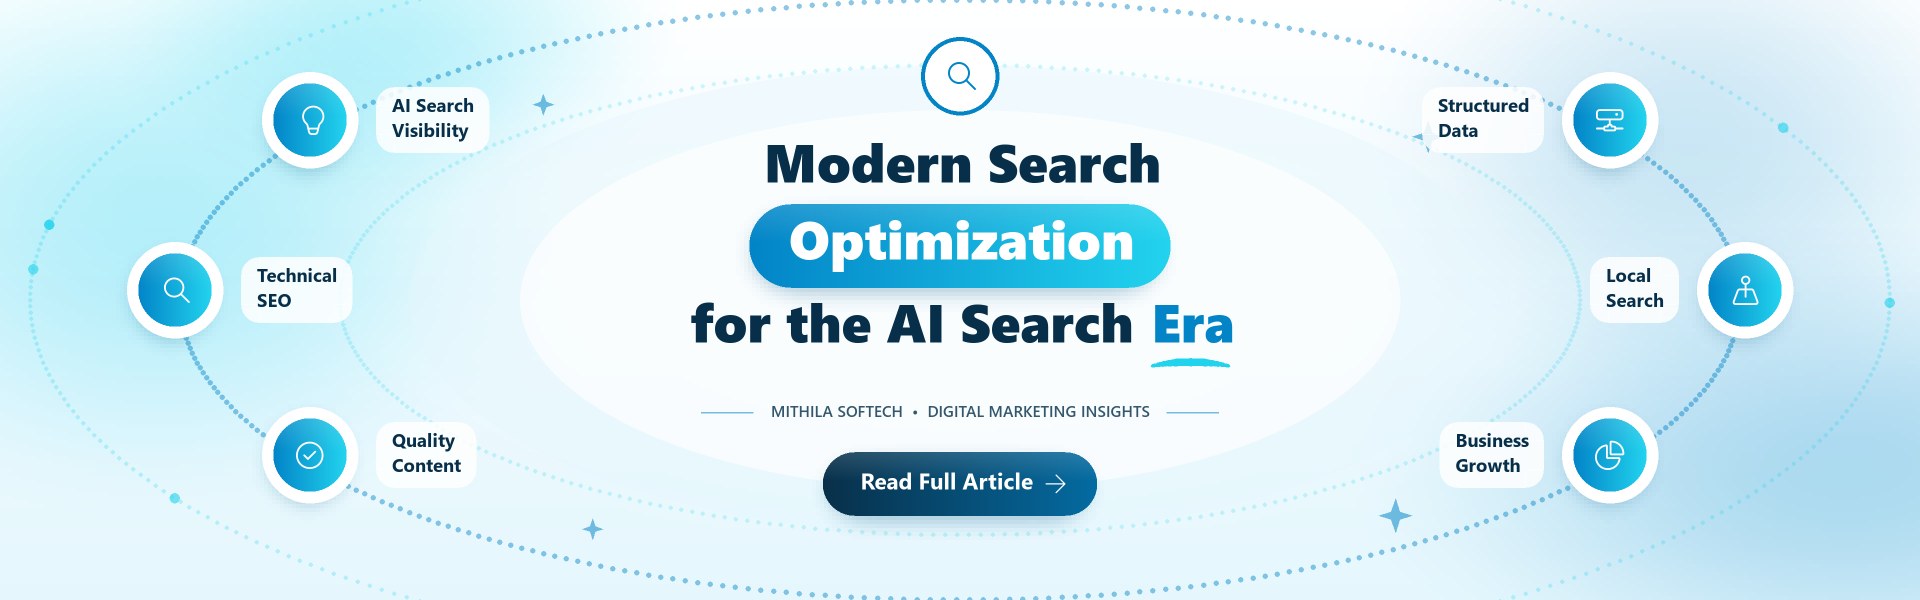 AI Search
Visibility
Technical
SEO
Quality
Content
Modern Search
Optimization
for the AI Search Era
MITHILA SOFTECH • DIGITAL MARKETING INSIGHTS
Read Full Article →
Structured
Data
Local
Search
Business
Growth